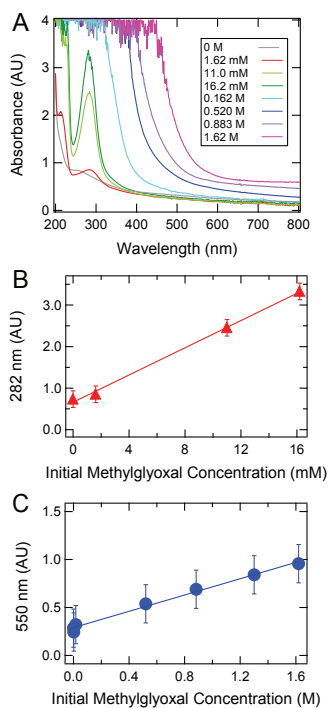 A
Absorbance (AU)
4
3
2
1
0
0 M
1.62 mM
11.0 mM
16.2 mM
0.162 M
0.520 M
0.883 M
1.62 M
200 300 400 500 600 700 800
Wavelength (nm)
B
282 nm (AU)
3.0
2.0
1.0
0.0
0 4 8 12 16
Initial Methylglyoxal Concentration (mM)
C
550 nm (AU)
1.5
1.0
0.5
0.0
0.0 0.4 0.8 1.2 1.6
Initial Methylglyoxal Concentration (M)